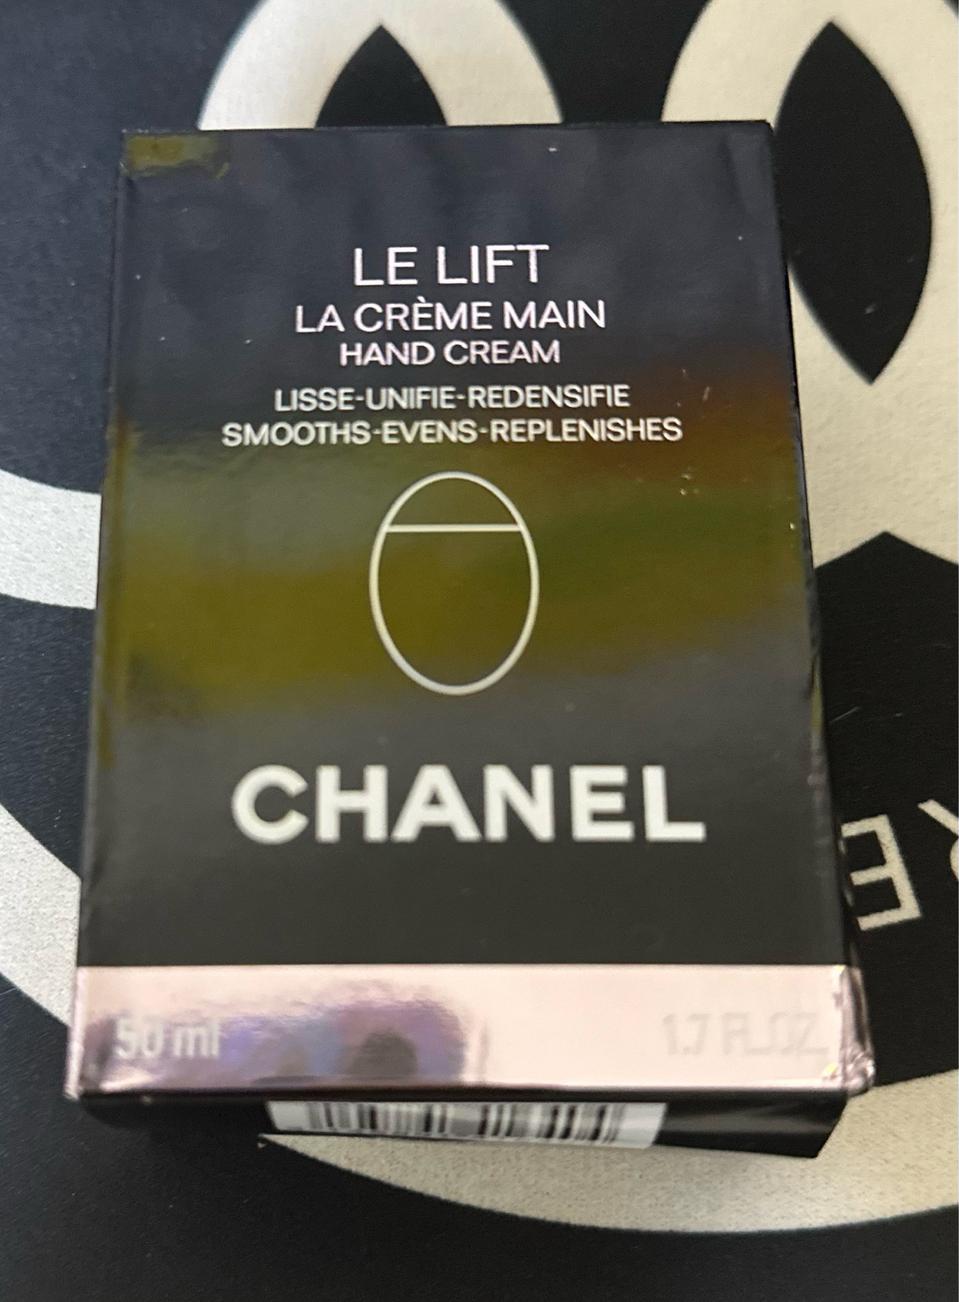 LE LIFT
LA CRÈME MAIN
HAND CREAM
LISSE-UNIFIE-REDENSIFIE
SMOOTHS-EVENS-REPLENISHES
CHANEL
50 ml 1.7 FL.OZ.